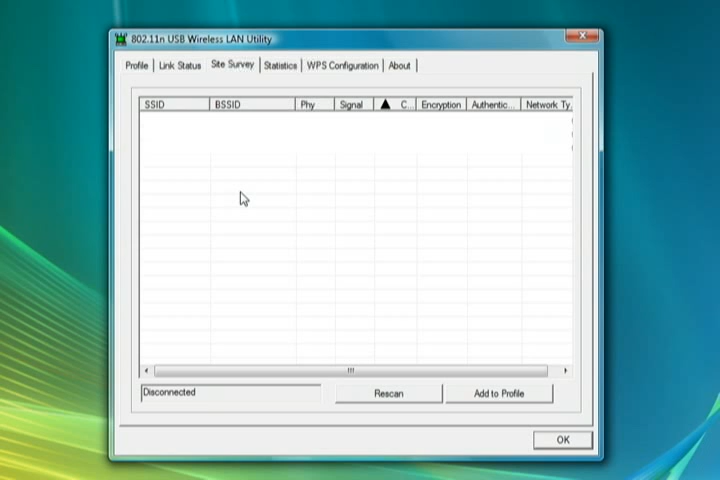 802.11n USB Wireless LAN Utility
Profile Link Status Site Survey Statistics WPS Configuration About
SSID BSSID Phy Signal C... Encryption Authentic... Network Ty
Disconnected Rescan Add to Profile
OK